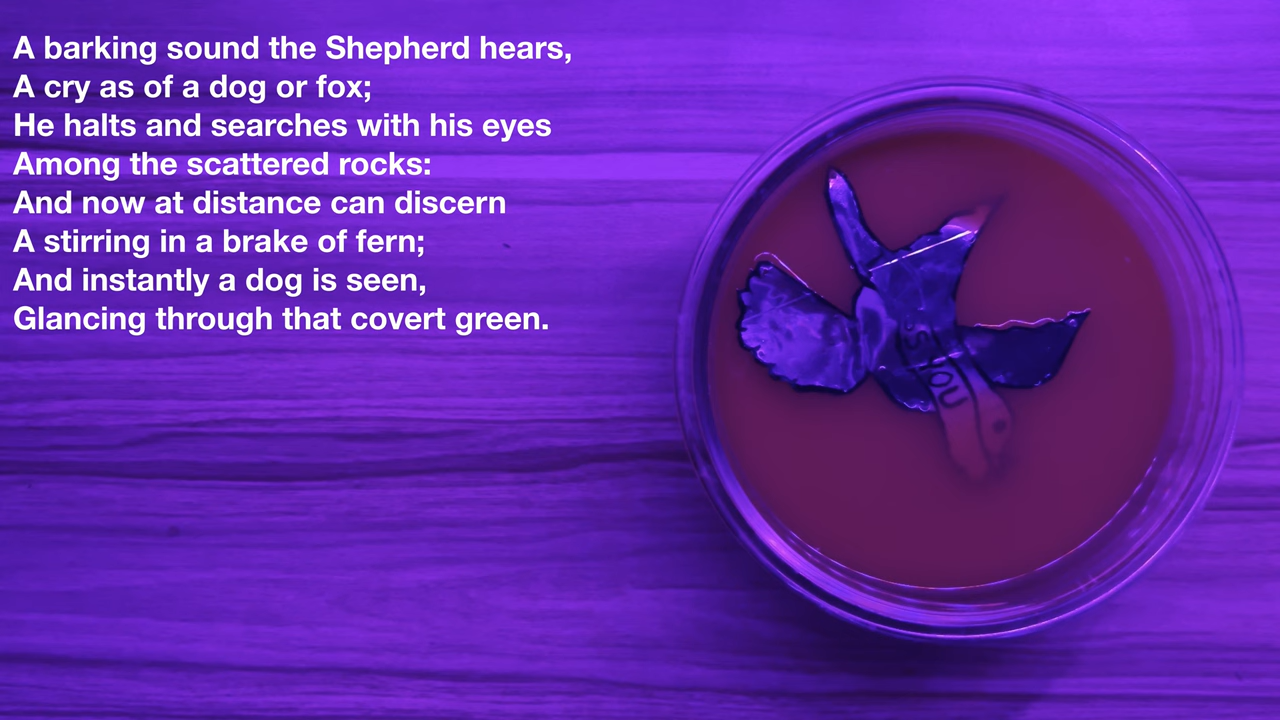 A barking sound the Shepherd hears,
A cry as of a dog or fox;
He halts and searches with his eyes
Among the scattered rocks:
And now at distance can discern
A stirring in a brake of fern;
And instantly a dog is seen,
Glancing through that covert green.
YOU